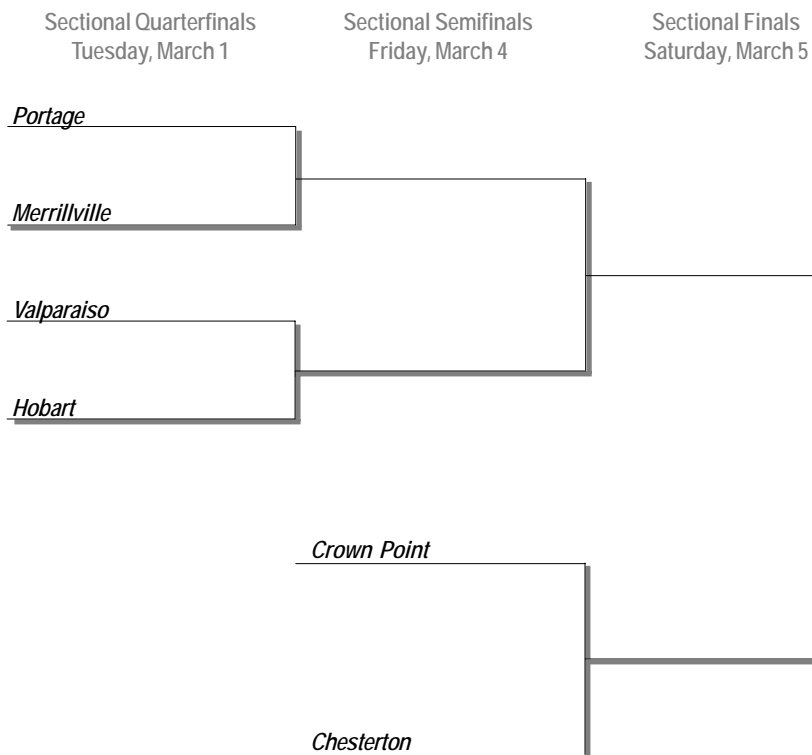 Sectional Quarterfinals
Tuesday, March 1
Sectional Semifinals
Friday, March 4
Sectional Finals
Saturday, March 5
Portage
Merrillville
Valparaiso
Hobart
Crown Point
Chesterton